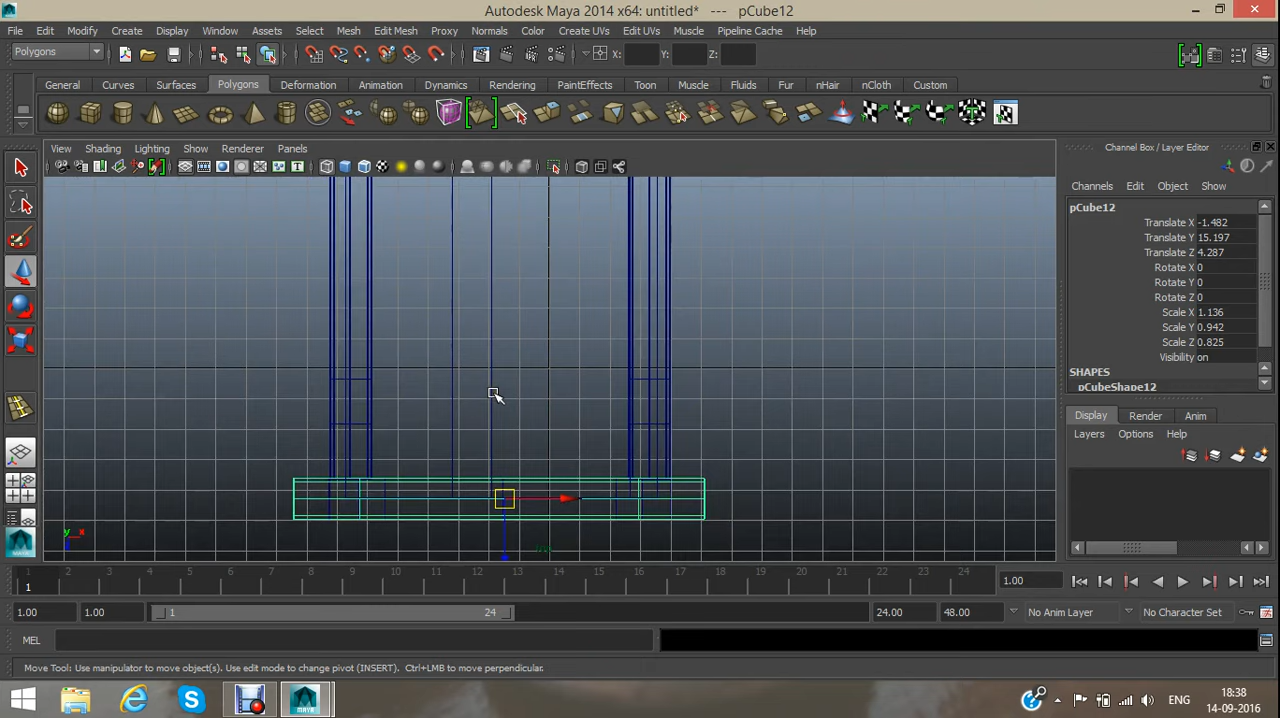 Autodesk Maya 2014 x64: untitled*   ---   pCube12
File Edit Modify Create Display Window Assets Select Mesh Edit Mesh Proxy Normals Color Create UVs Edit UVs Muscle Pipeline Cache Help
Polygons X: Y: Z:
General Curves Surfaces Polygons Deformation Animation Dynamics Rendering PaintEffects Toon Muscle Fluids Fur nHair nCloth Custom
View Shading Lighting Show Renderer Panels
Channel Box / Layer Editor
Channels Edit Object Show
pCube12
Translate X -1.482
Translate Y 15.197
Translate Z 4.287
Rotate X 0
Rotate Y 0
Rotate Z 0
Scale X 1.136
Scale Y 0.942
Scale Z 0.825
Visibility on
SHAPES
pCubeShape12
Display Render Anim
Layers Options Help
y x
1 2 3 4 5 6 7 8 9 10 11 12 13 14 15 16 17 18 19 20 21 22 23 24
1 1.00
1.00 1.00 1 24 24.00 48.00 No Anim Layer No Character Set
MEL
Move Tool: Use manipulator to move object(s). Use edit mode to change pivot (INSERT).  Ctrl+LMB to move perpendicular.
MAYA ENG 18:38
14-09-2016